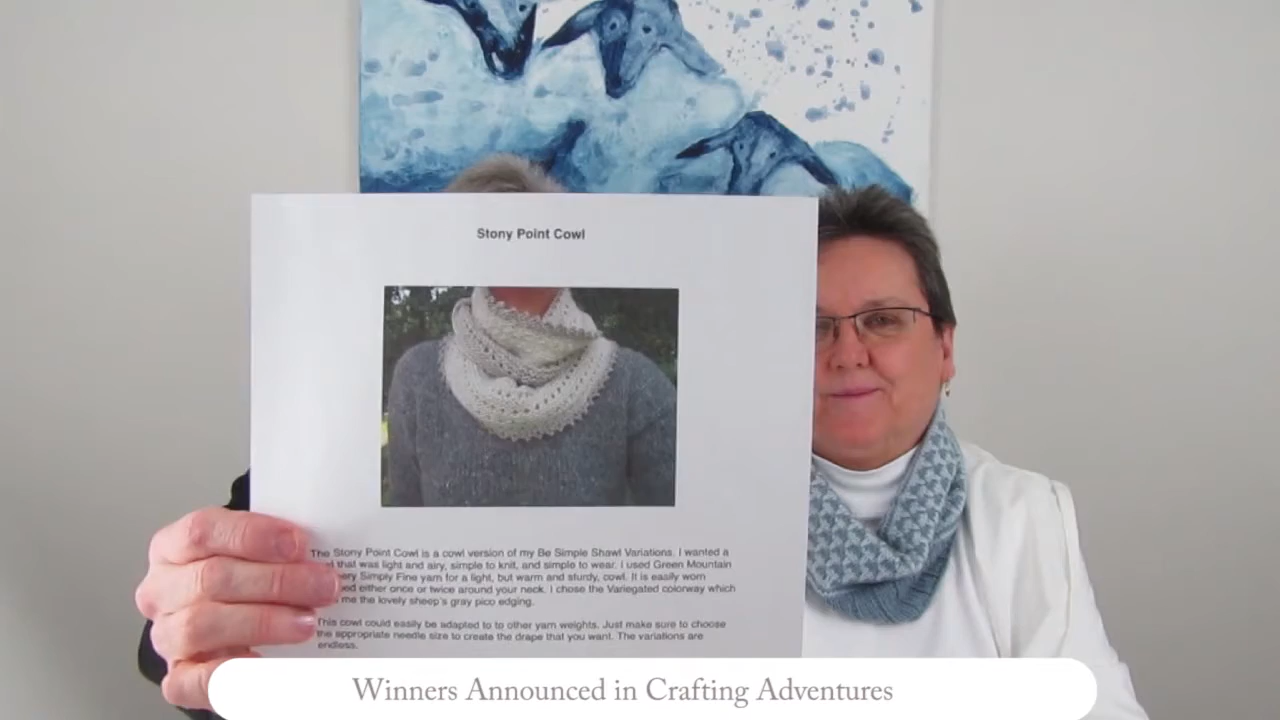 Stony Point Cowl
The Stony Point Cowl is a cowl version of my Be Simple Shawl Variations. I wanted a
that was light and airy, simple to knit, and simple to wear. I used Green Mountain
Simply Fine yarn for a light, but warm and sturdy, cowl. It is easily worn
either once or twice around your neck. I chose the Variegated colorway which
me the lovely sheep's gray pico edging.
This cowl could easily be adapted to to other yarn weights. Just make sure to choose
the appropriate needle size to create the drape that you want. The variations are
endless.
Winners Announced in Crafting Adventures